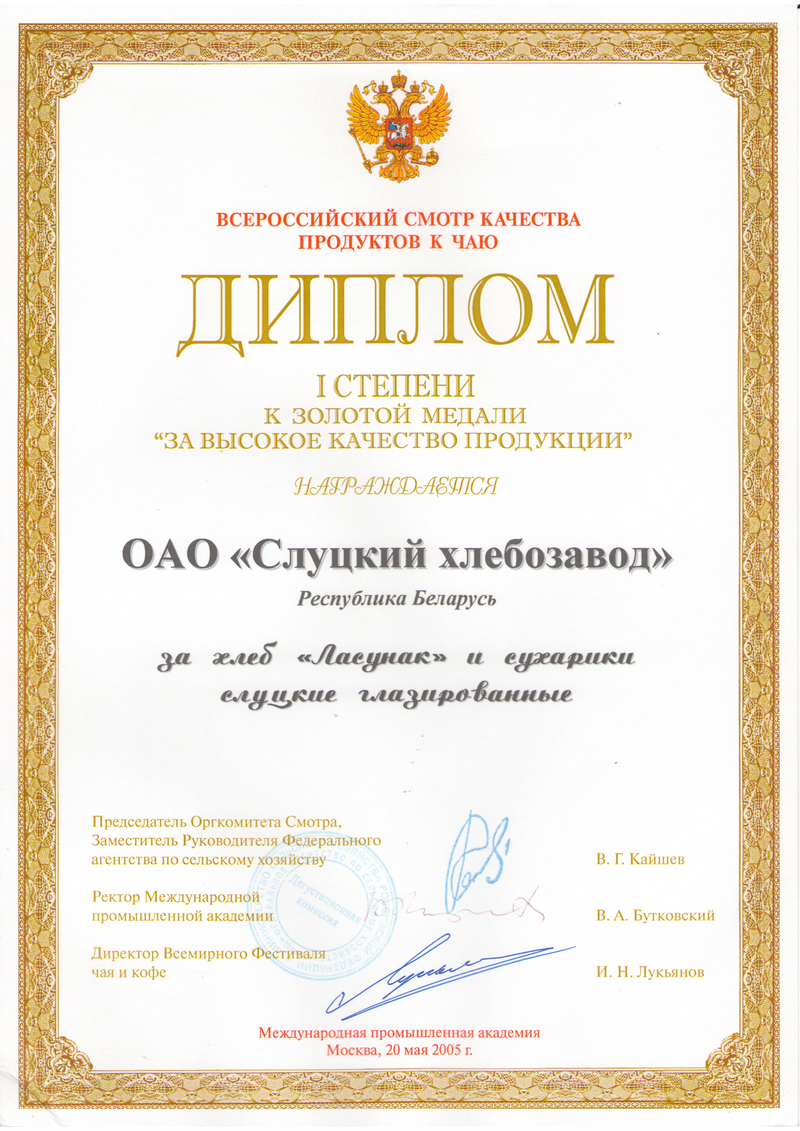 ВСЕРОССИЙСКИЙ СМОТР КАЧЕСТВА
ПРОДУКТОВ К ЧАЮ
ДИПЛОМ
I СТЕПЕНИ
К ЗОЛОТОЙ МЕДАЛИ
“ЗА ВЫСОКОЕ КАЧЕСТВО ПРОДУКЦИИ”
НАГРАЖДАЕТСЯ
ОАО «Слуцкий хлебозавод»
Республика Беларусь
за хлеб «Ласунак» и сухарики
слуцкие глазированные
Председатель Оргкомитета Смотра,
Заместитель Руководителя Федерального
агентства по сельскому хозяйству
В. Г. Кайшев
Ректор Международной
промышленной академии
В. А. Бутковский
Директор Всемирного Фестиваля
чая и кофе
И. Н. Лукьянов
Дегустационная
комиссия
Международная промышленная академия
Москва, 20 мая 2005 г.